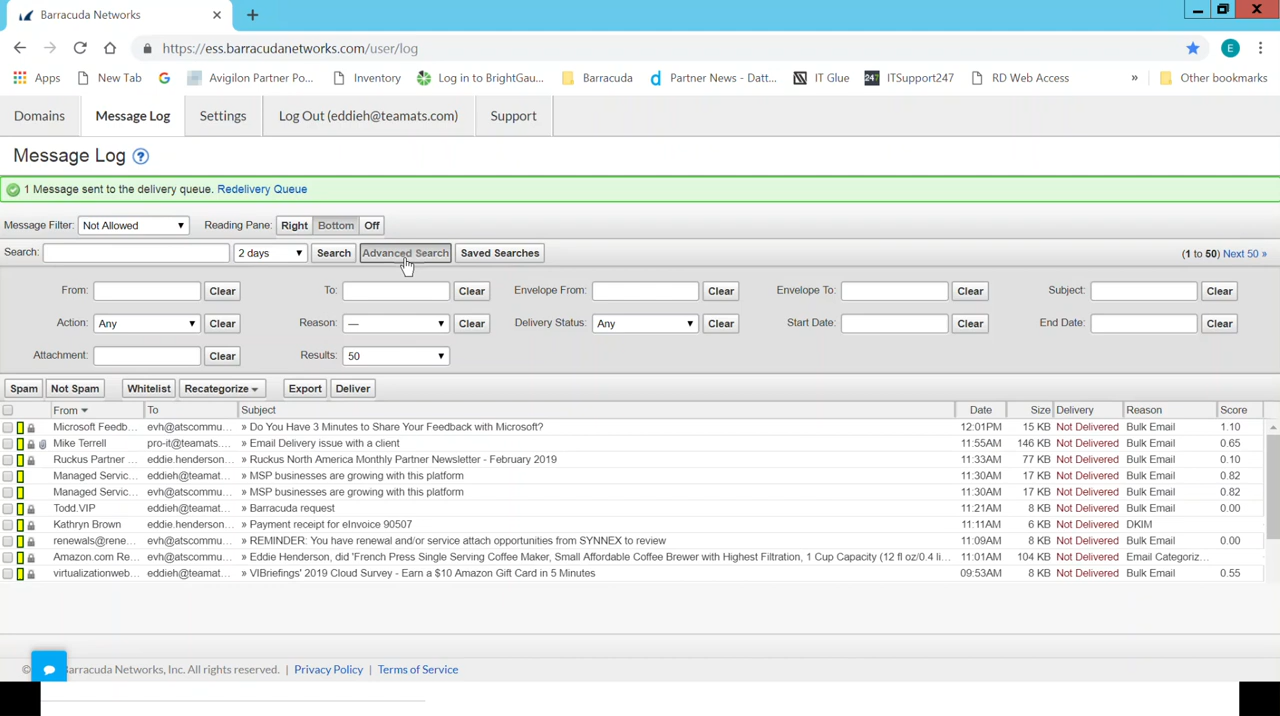 Barracuda Networks
https://ess.barracudanetworks.com/user/log
E
Apps New Tab Avigilon Partner Po... Inventory Log in to BrightGau... Barracuda Partner News - Datt... IT Glue 247 ITSupport247 RD Web Access » Other bookmarks
Domains Message Log Settings Log Out (eddieh@teamats.com) Support
Message Log ?
1 Message sent to the delivery queue. Redelivery Queue
Message Filter: Not Allowed Reading Pane: Right Bottom Off
Search: 2 days Search Advanced Search Saved Searches (1 to 50) Next 50 »
From: Clear To: Clear Envelope From: Clear Envelope To: Clear Subject: Clear
Action: Any Clear Reason: — Clear Delivery Status: Any Clear Start Date: Clear End Date: Clear
Attachment: Clear Results: 50
Spam Not Spam Whitelist Recategorize Export Deliver
From To Subject Date Size Delivery Reason Score
Microsoft Feedb... evh@atscommu... » Do You Have 3 Minutes to Share Your Feedback with Microsoft? 12:01PM 15 KB Not Delivered Bulk Email 1.10
Mike Terrell pro-it@teamats.... » Email Delivery issue with a client 11:55AM 146 KB Not Delivered Bulk Email 0.65
Ruckus Partner ... eddie.henderson... » Ruckus North America Monthly Partner Newsletter - February 2019 11:33AM 77 KB Not Delivered Bulk Email 0.10
Managed Servic... eddieh@teamat... » MSP businesses are growing with this platform 11:30AM 17 KB Not Delivered Bulk Email 0.82
Managed Servic... evh@atscommu... » MSP businesses are growing with this platform 11:30AM 17 KB Not Delivered Bulk Email 0.82
Todd.VIP eddieh@teamat... » Barracuda request 11:21AM 8 KB Not Delivered Bulk Email 0.00
Kathryn Brown eddie.henderson... » Payment receipt for eInvoice 90507 11:11AM 6 KB Not Delivered DKIM
renewals@rene... evh@atscommu... » REMINDER: You have renewal and/or service attach opportunities from SYNNEX to review 11:09AM 8 KB Not Delivered Bulk Email 0.00
Amazon.com Re... evh@atscommu... » Eddie Henderson, did 'French Press Single Serving Coffee Maker, Small Affordable Coffee Brewer with Highest Filtration, 1 Cup Capacity (12 fl oz/0.4 li... 11:01AM 104 KB Not Delivered Email Categoriz...
virtualizationweb... eddieh@teamat... » VIBriefings' 2019 Cloud Survey - Earn a $10 Amazon Gift Card in 5 Minutes 09:53AM 8 KB Not Delivered Bulk Email 0.55
© arracuda Networks, Inc. All rights reserved. | Privacy Policy | Terms of Service